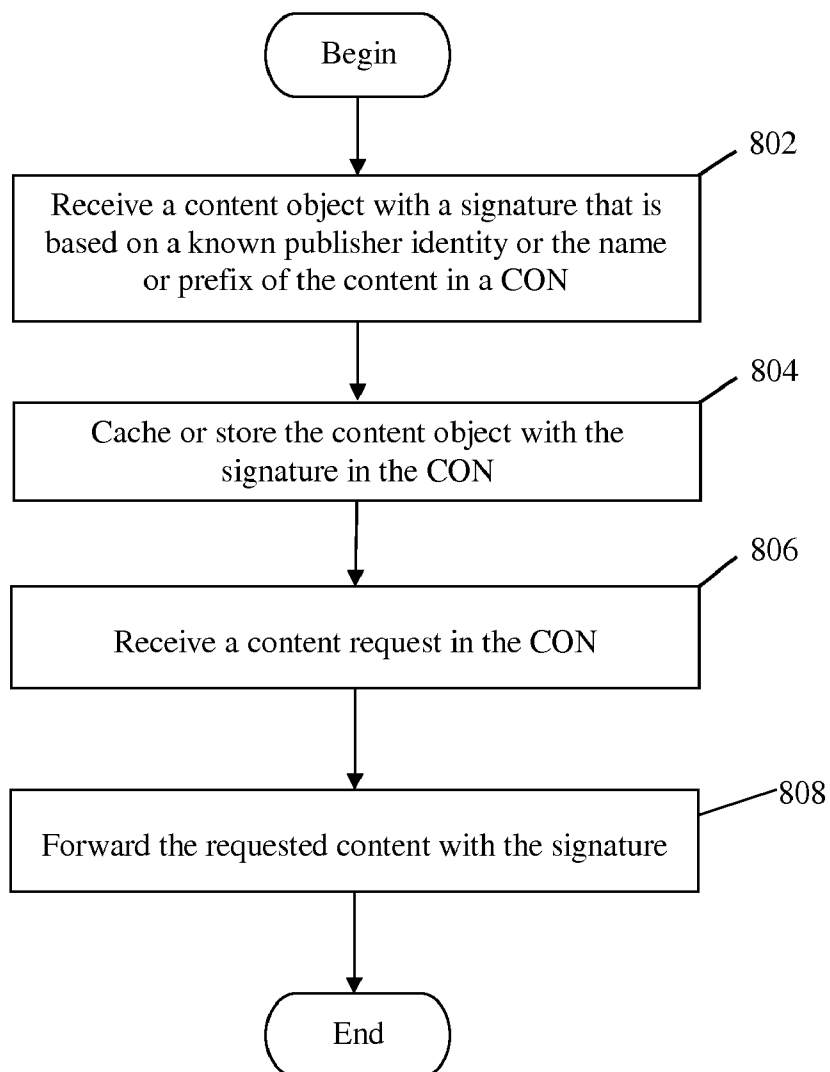 Begin
802
Receive a content object with a signature that is
based on a known publisher identity or the name
or prefix of the content in a CON
804
Cache or store the content object with the
signature in the CON
806
Receive a content request in the CON
808
Forward the requested content with the signature
End